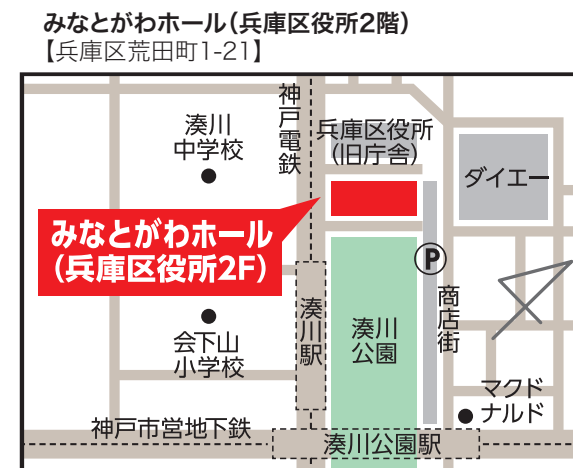 みなとがわホール（兵庫区役所2階）
【兵庫区荒田町1-21】
神戸電鉄
湊川
中学校
兵庫区役所
（旧庁舎）
ダイエー
みなとがわホール
（兵庫区役所2F）
P
商店街
湊川駅
湊川
公園
会下山
小学校
マクド
ナルド
神戸市営地下鉄
湊川公園駅